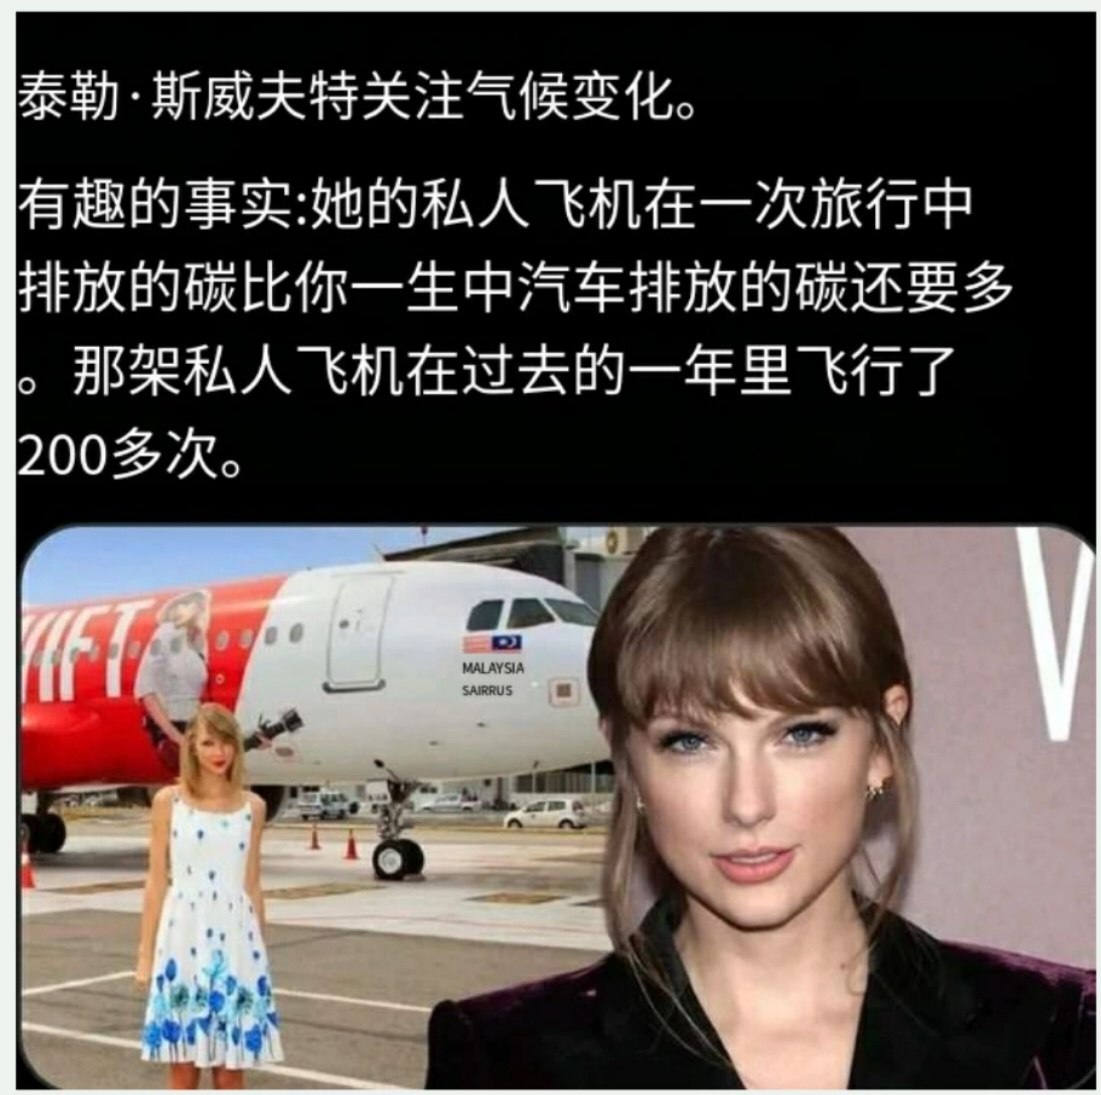 泰勒·斯威夫特关注气候变化。
有趣的事实:她的私人飞机在一次旅行中
排放的碳比你一生中汽车排放的碳还要多
。那架私人飞机在过去的一年里飞行了
200多次。
WIFT
MALAYSIA
SAIRRUS
V